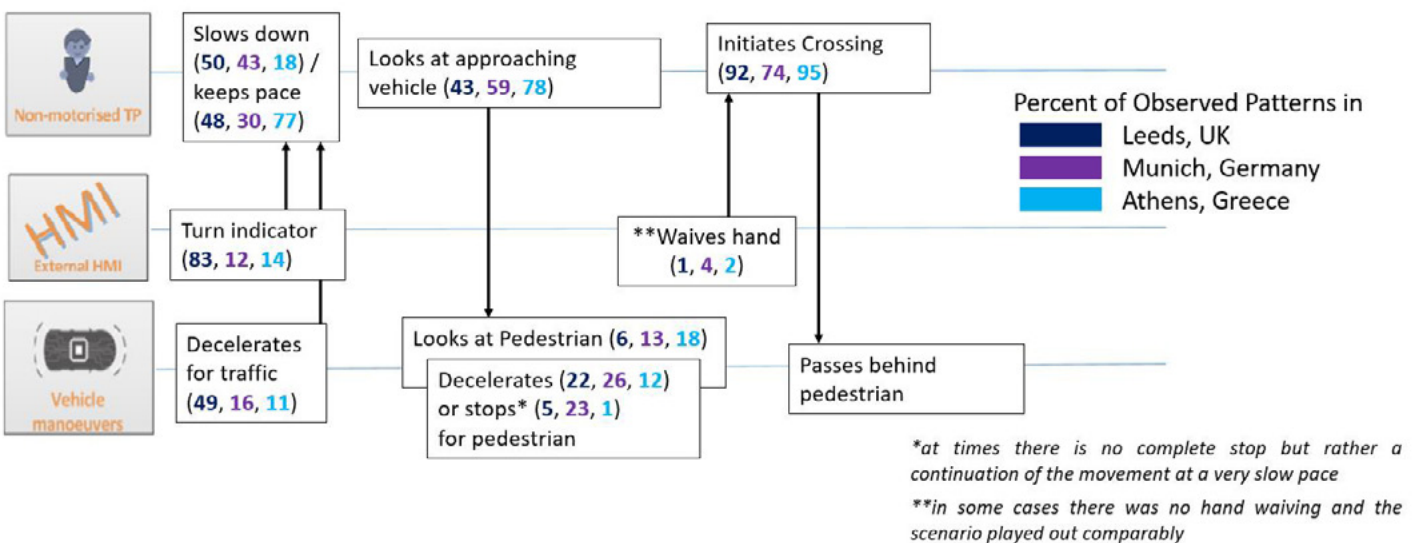 Non-motorised TP
Slows down
(50, 43, 18) /
keeps pace
(48, 30, 77)
Looks at approaching
vehicle (43, 59, 78)
Initiates Crossing
(92, 74, 95)
Percent of Observed Patterns in
Leeds, UK
Munich, Germany
Athens, Greece
HMI
External HMI
Turn indicator
(83, 12, 14)
**Waives hand
(1, 4, 2)
Vehicle
manoeuvers
Decelerates
for traffic
(49, 16, 11)
Looks at Pedestrian (6, 13, 18)
Decelerates (22, 26, 12)
or stops* (5, 23, 1)
for pedestrian
Passes behind
pedestrian
*at times there is no complete stop but rather a
continuation of the movement at a very slow pace
**in some cases there was no hand waiving and the
scenario played out comparably